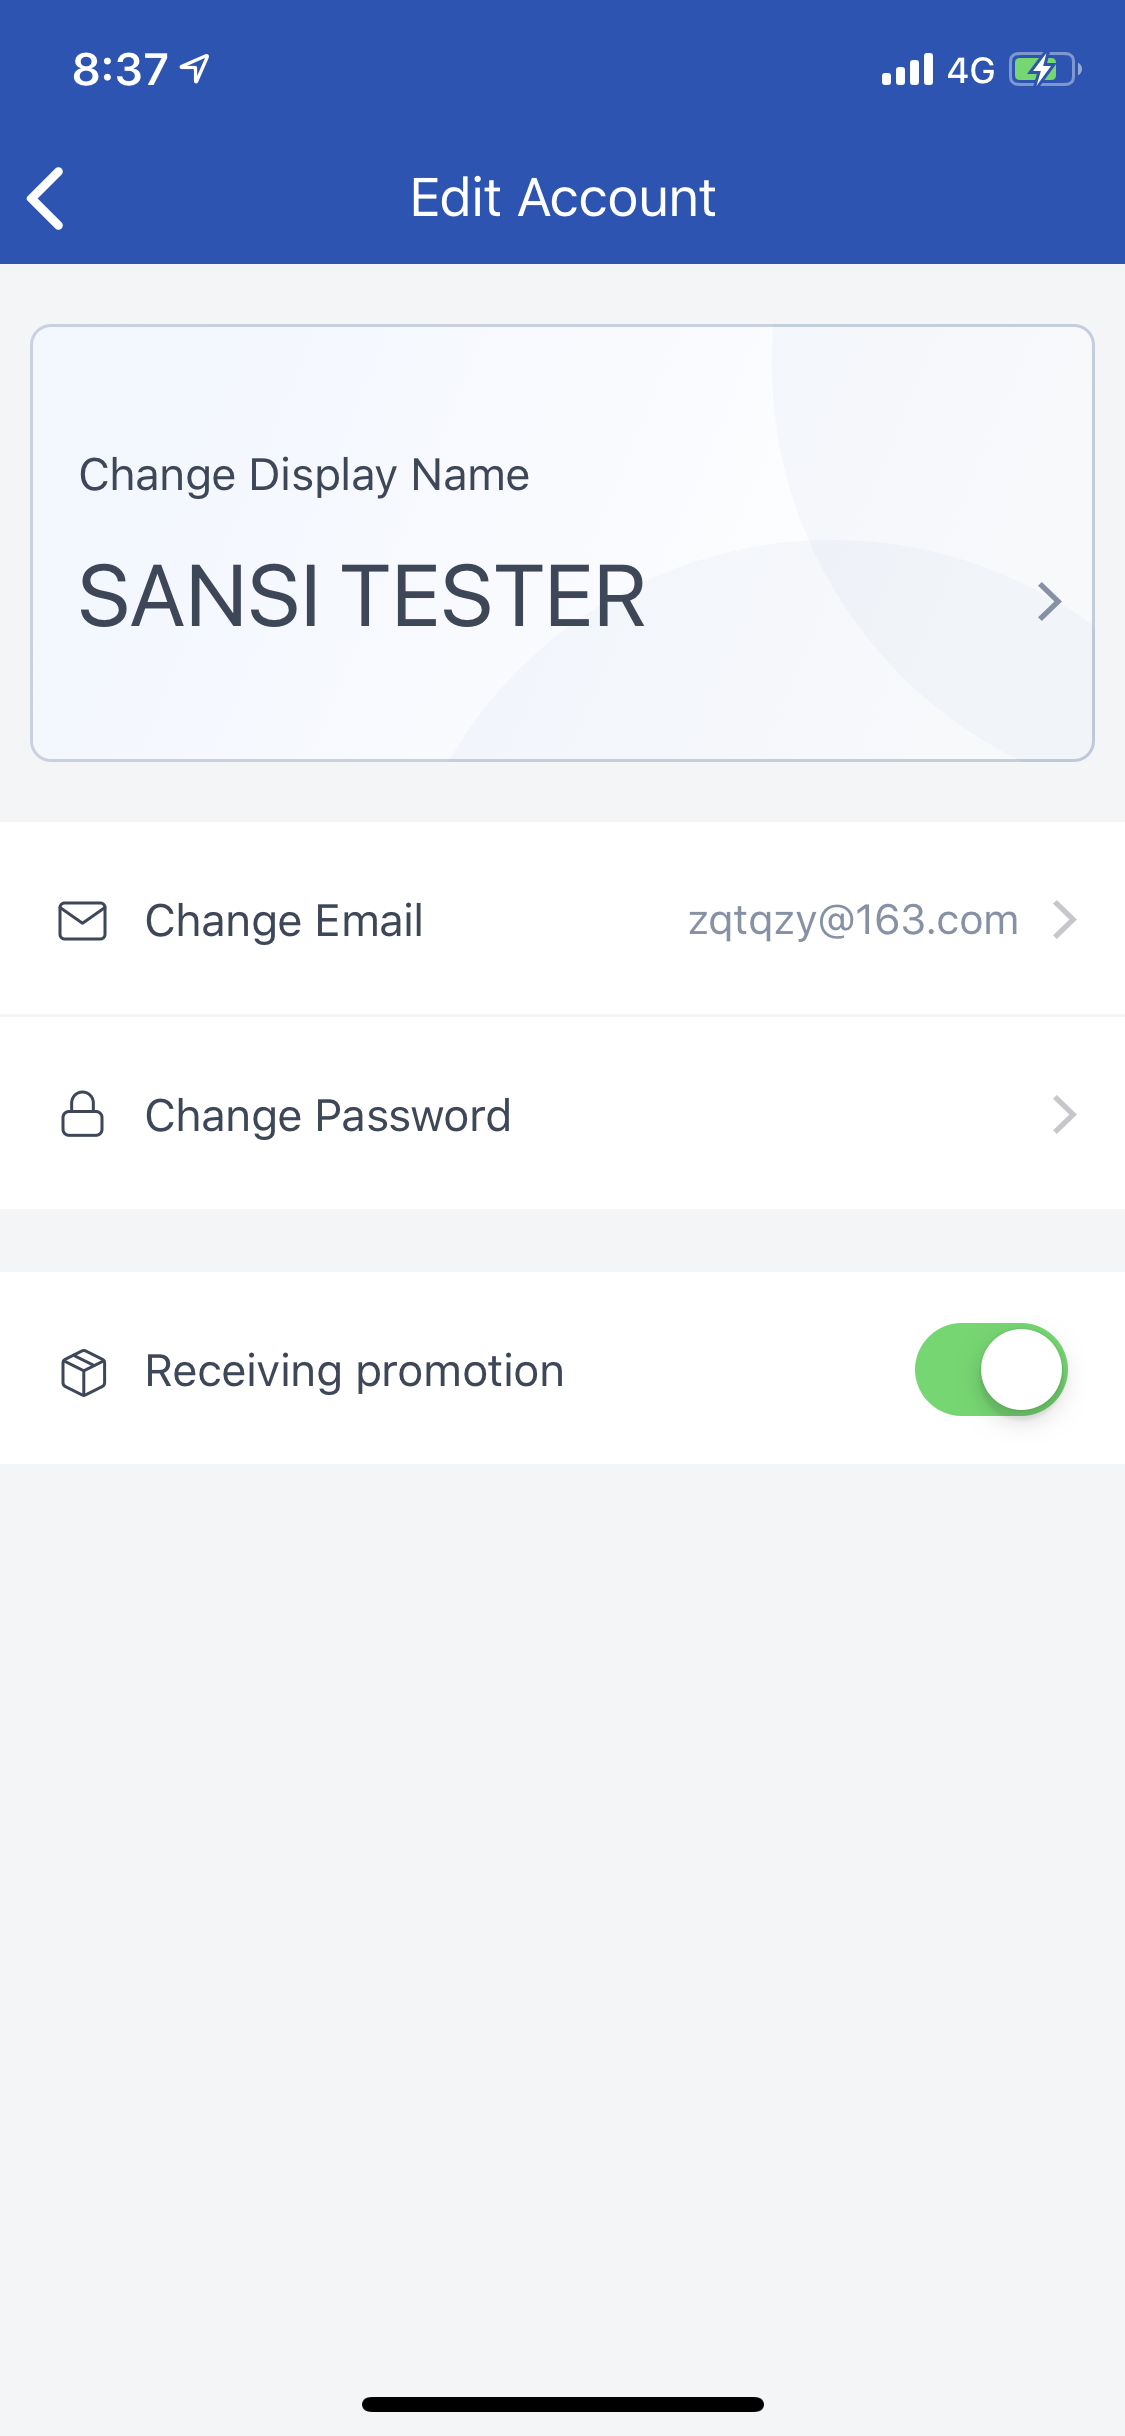 8:37
4G
Edit Account
Change Display Name
SANSI TESTER
Change Email
zqtqzy@163.com
Change Password
Receiving promotion